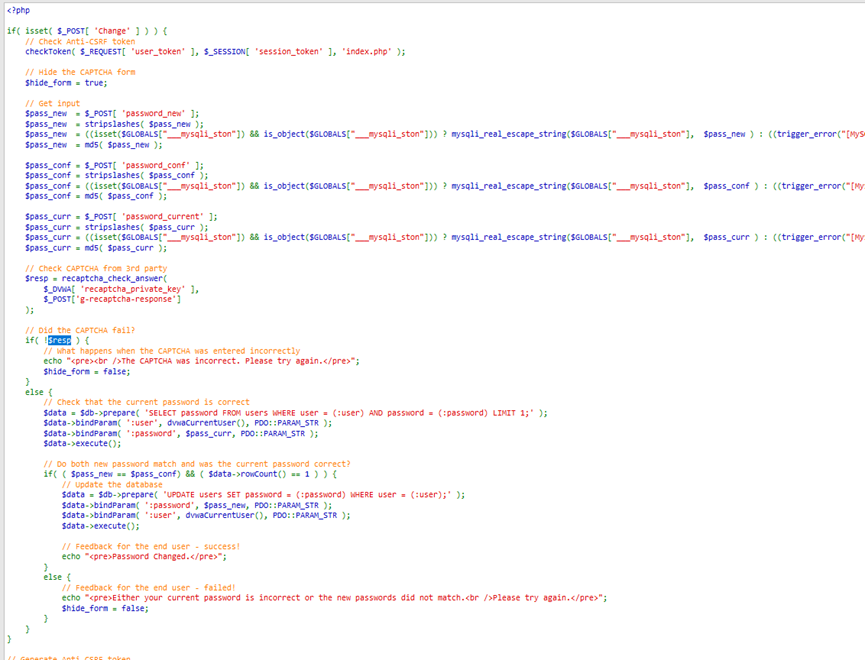 <?php
if( isset( $_POST[ 'Change' ] ) ) {
// Check Anti-CSRF token
checkToken( $_REQUEST[ 'user_token' ], $_SESSION[ 'session_token' ], 'index.php' );
// Hide the CAPTCHA form
$hide_form = true;
// Get input
$pass_new = $_POST[ 'password_new' ];
$pass_new = stripslashes( $pass_new );
$pass_new = ((isset($GLOBALS["___mysqli_ston"]) && is_object($GLOBALS["___mysqli_ston"])) ? mysqli_real_escape_string($GLOBALS["___mysqli_ston"], $pass_new ) : ((trigger_error("[MyS
$pass_new = md5( $pass_new );
$pass_conf = $_POST[ 'password_conf' ];
$pass_conf = stripslashes( $pass_conf );
$pass_conf = ((isset($GLOBALS["___mysqli_ston"]) && is_object($GLOBALS["___mysqli_ston"])) ? mysqli_real_escape_string($GLOBALS["___mysqli_ston"], $pass_conf ) : ((trigger_error("[My
$pass_conf = md5( $pass_conf );
$pass_curr = $_POST[ 'password_current' ];
$pass_curr = stripslashes( $pass_curr );
$pass_curr = ((isset($GLOBALS["___mysqli_ston"]) && is_object($GLOBALS["___mysqli_ston"])) ? mysqli_real_escape_string($GLOBALS["___mysqli_ston"], $pass_curr ) : ((trigger_error("[My
$pass_curr = md5( $pass_curr );
// Check CAPTCHA from 3rd party
$resp = recaptcha_check_answer(
$_DVWA[ 'recaptcha_private_key' ],
$_POST['g-recaptcha-response']
);
// Did the CAPTCHA fail?
if( !$resp ) {
// What happens when the CAPTCHA was entered incorrectly
echo "<pre><br />The CAPTCHA was incorrect. Please try again.</pre>";
$hide_form = false;
}
else {
// Check that the current password is correct
$data = $db->prepare( 'SELECT password FROM users WHERE user = (:user) AND password = (:password) LIMIT 1;' );
$data->bindParam( ':user', dvwaCurrentUser(), PDO::PARAM_STR );
$data->bindParam( ':password', $pass_curr, PDO::PARAM_STR );
$data->execute();
// Do both new password match and was the current password correct?
if( ( $pass_new == $pass_conf) && ( $data->rowCount() == 1 ) ) {
// Update the database
$data = $db->prepare( 'UPDATE users SET password = (:password) WHERE user = (:user);' );
$data->bindParam( ':password', $pass_new, PDO::PARAM_STR );
$data->bindParam( ':user', dvwaCurrentUser(), PDO::PARAM_STR );
$data->execute();
// Feedback for the end user - success!
echo "<pre>Password Changed.</pre>";
}
else {
// Feedback for the end user - failed!
echo "<pre>Either your current password is incorrect or the new passwords did not match.<br />Please try again.</pre>";
$hide_form = false;
}
}
}
// Generate Anti-CSRF token